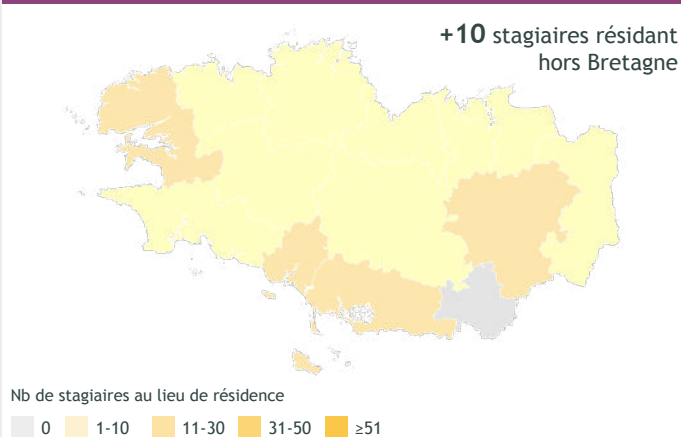 +10 stagiaires résidant
hors Bretagne
Nb de stagiaires au lieu de résidence
0 1-10 11-30 31-50 ≥51